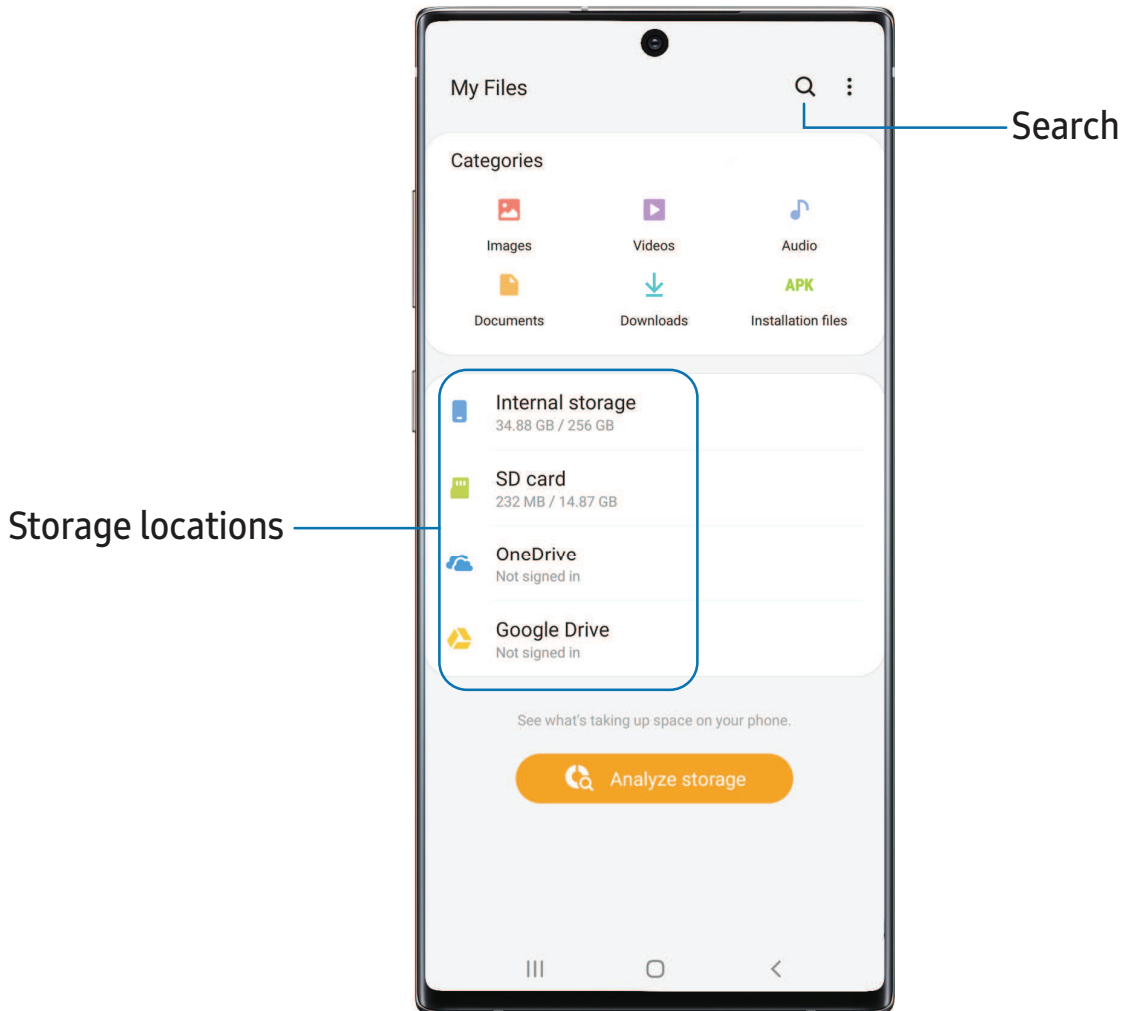 My Files
Search
Categories
Images Videos Audio
APK
Documents Downloads Installation files
Internal storage
34.88 GB / 256 GB
SD card
232 MB / 14.87 GB
Storage locations
OneDrive
Not signed in
Google Drive
Not signed in
See what's taking up space on your phone.
Analyze storage